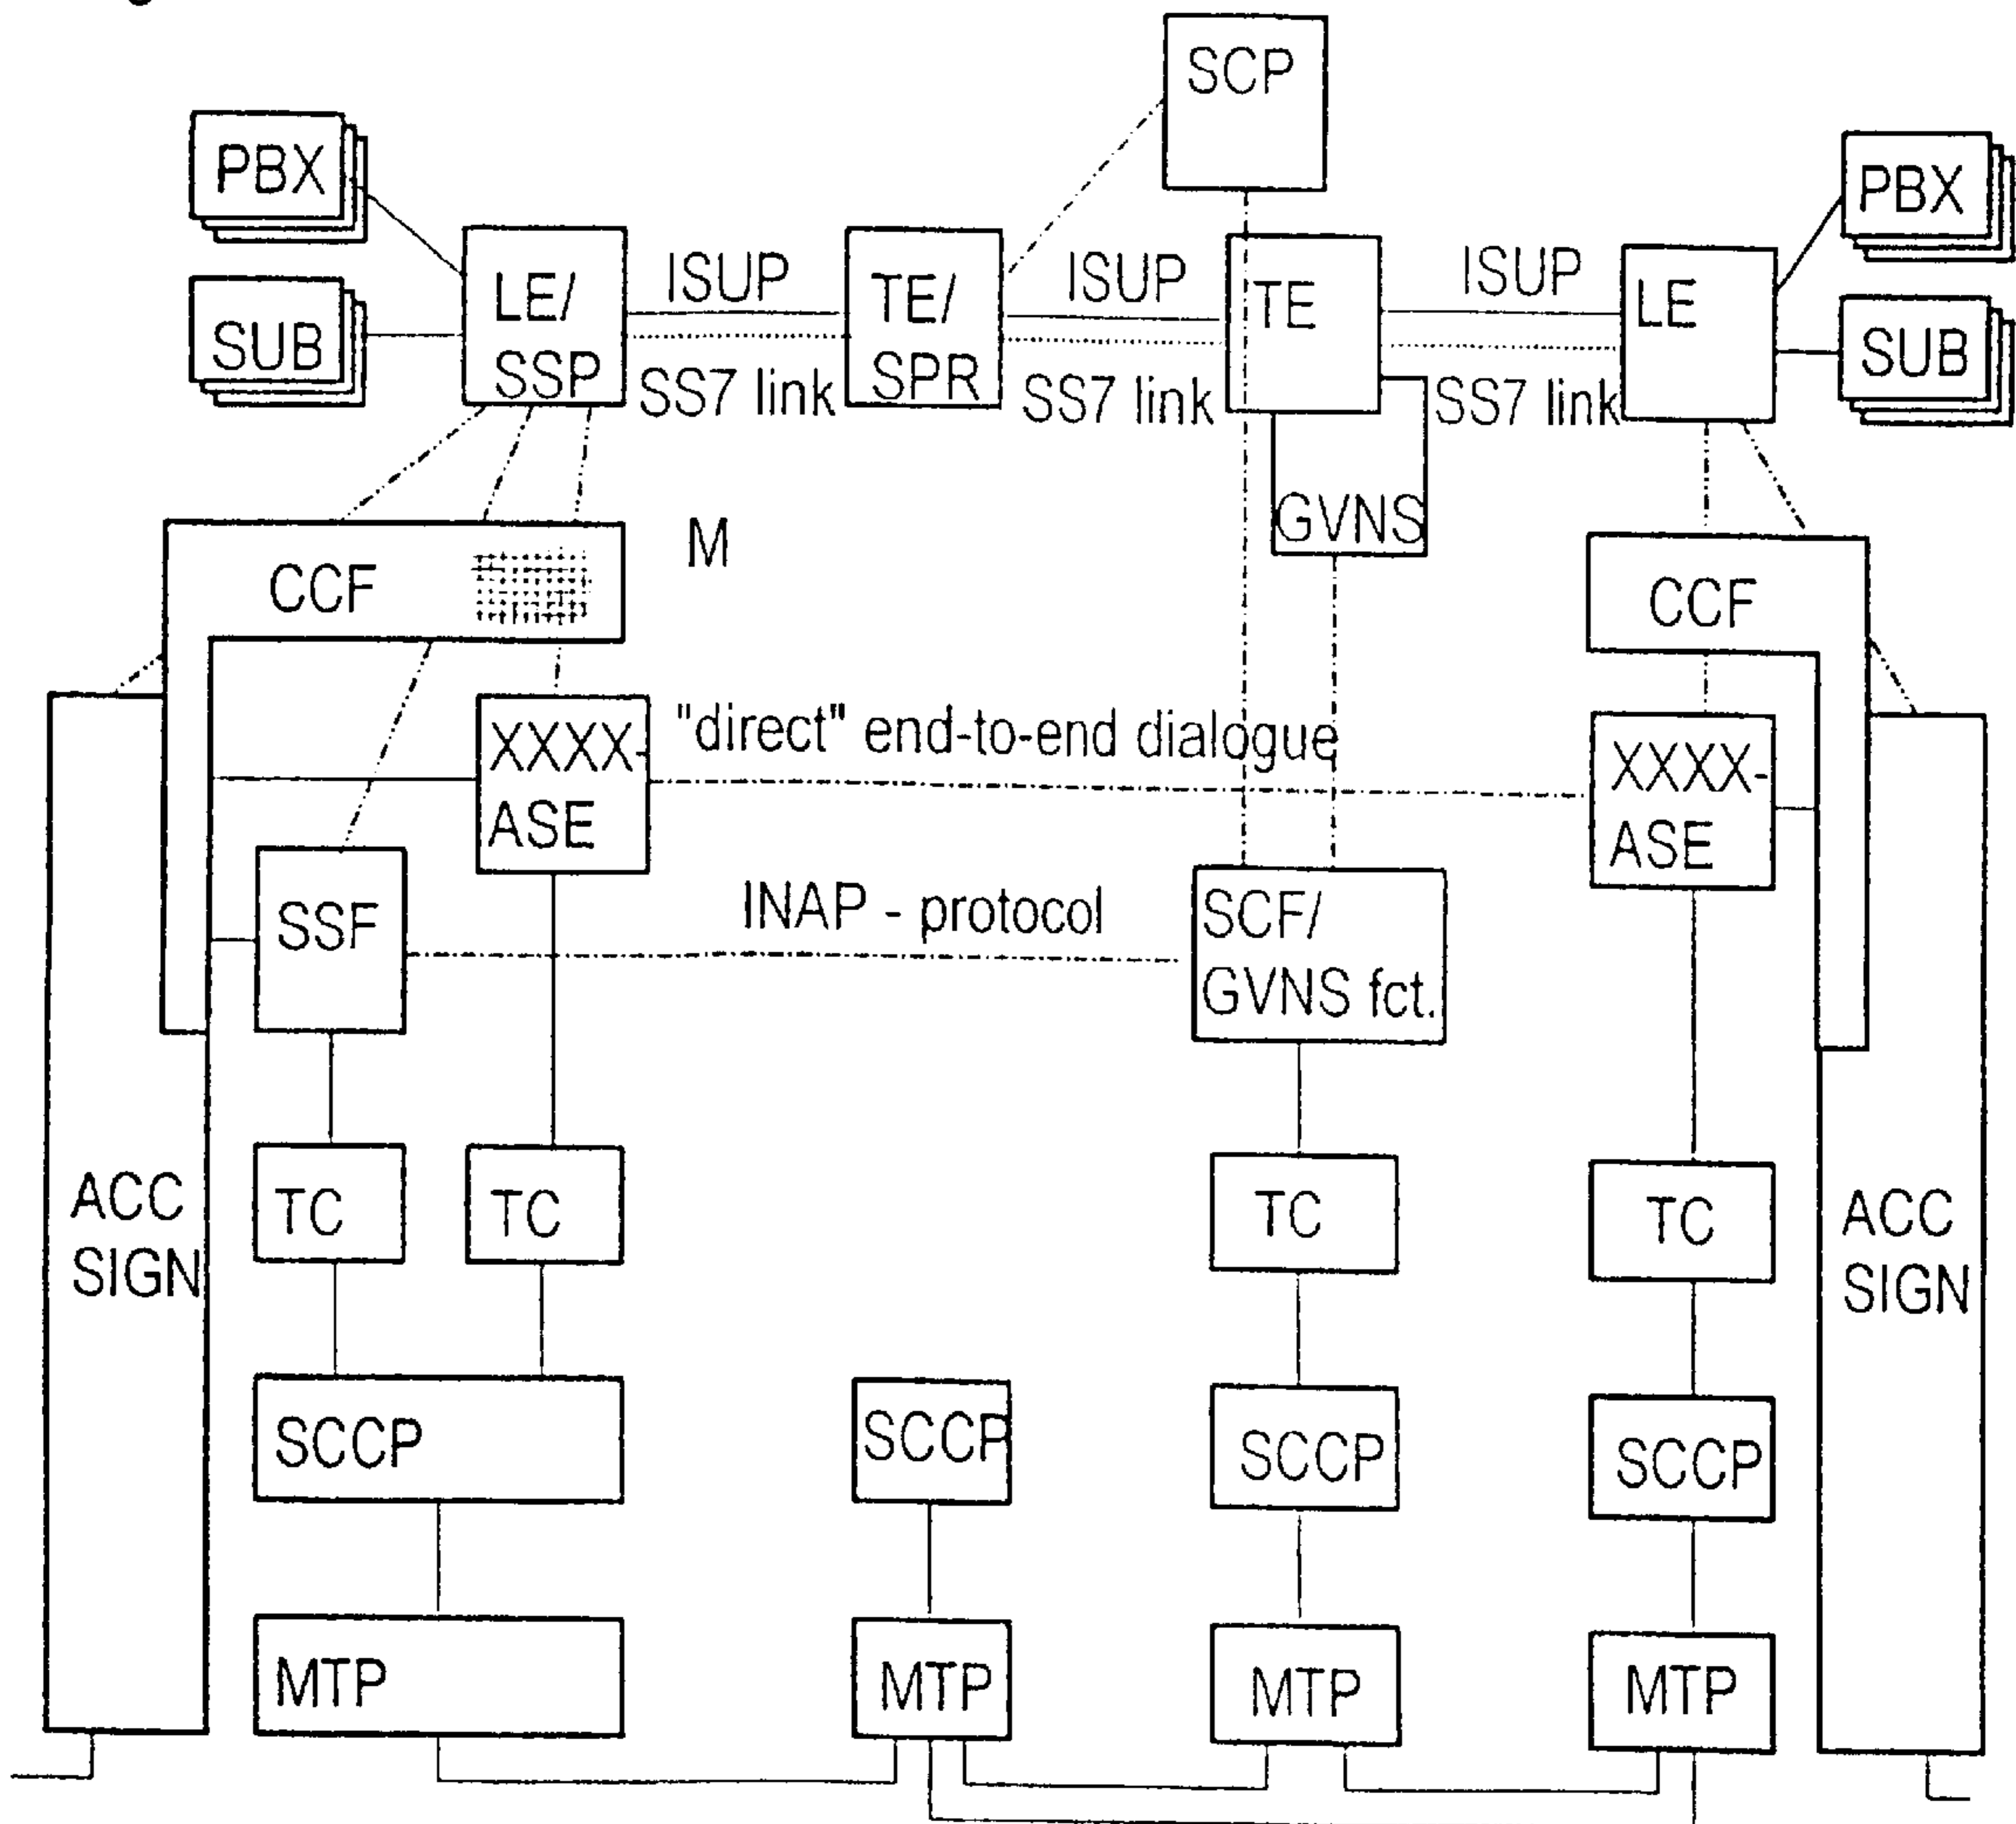 SCP
PBX
PBX
LE/
SSP
ISUP
TE/
SPR
ISUP
TE
ISUP
LE
SUB
SUB
SS7 link
SS7 link
SS7 link
GVNS
M
CCF
CCF
"direct" end-to-end dialogue
XXXX-
ASE
XXXX-
ASE
INAP - protocol
SSF
SCF/
GVNS fct.
ACC
SIGN
TC
TC
TC
TC
ACC
SIGN
SCCP
SCCP
SCCP
SCCP
MTP
MTP
MTP
MTP